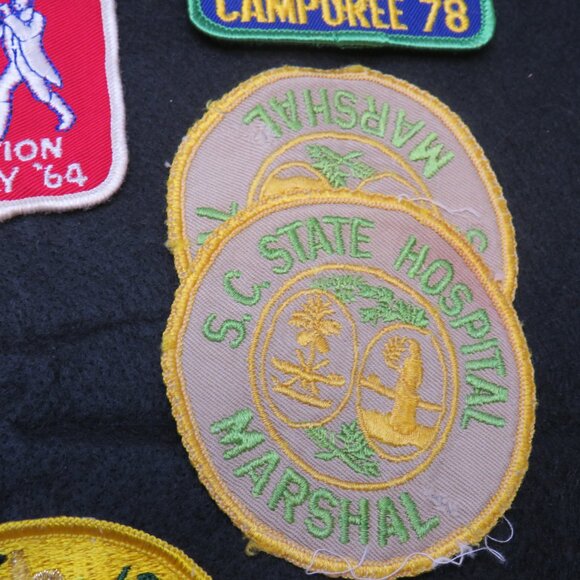 CAMPOREE 78
TION
Y '64
MARSHAL
S.C. STATE HOSPITAL
MARSHAL